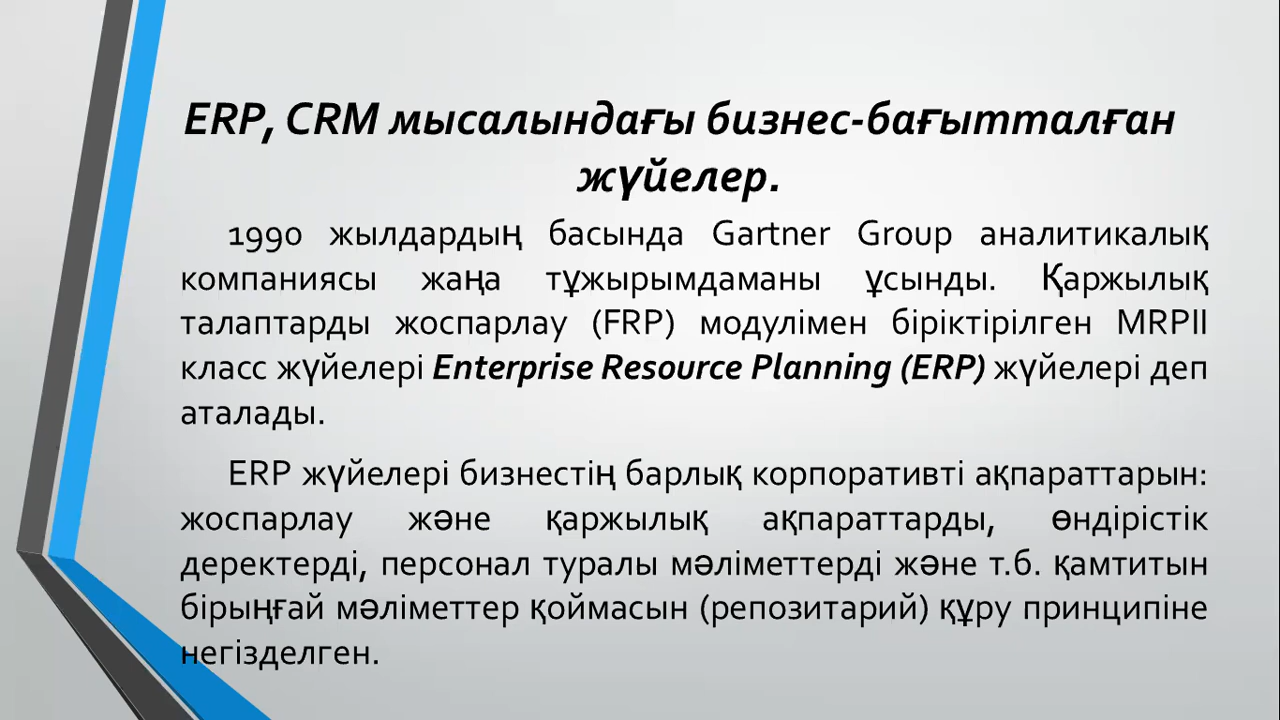 ERP, CRM мысалындағы бизнес-бағытталған
жүйелер.
1990 жылдардың басында Gartner Group аналитикалық
компаниясы жаңа тұжырымдаманы ұсынды. Қаржылық
талаптарды жоспарлау (FRP) модулімен біріктірілген MRPII
класс жүйелері Enterprise Resource Planning (ERP) жүйелері деп
аталады.
ERP жүйелері бизнестің барлық корпоративті ақпараттарын:
жоспарлау және қаржылық ақпараттарды, өндірістік
деректерді, персонал туралы мәліметтерді және т.б. қамтитын
бірыңғай мәліметтер қоймасын (репозитарий) құру принципіне
негізделген.